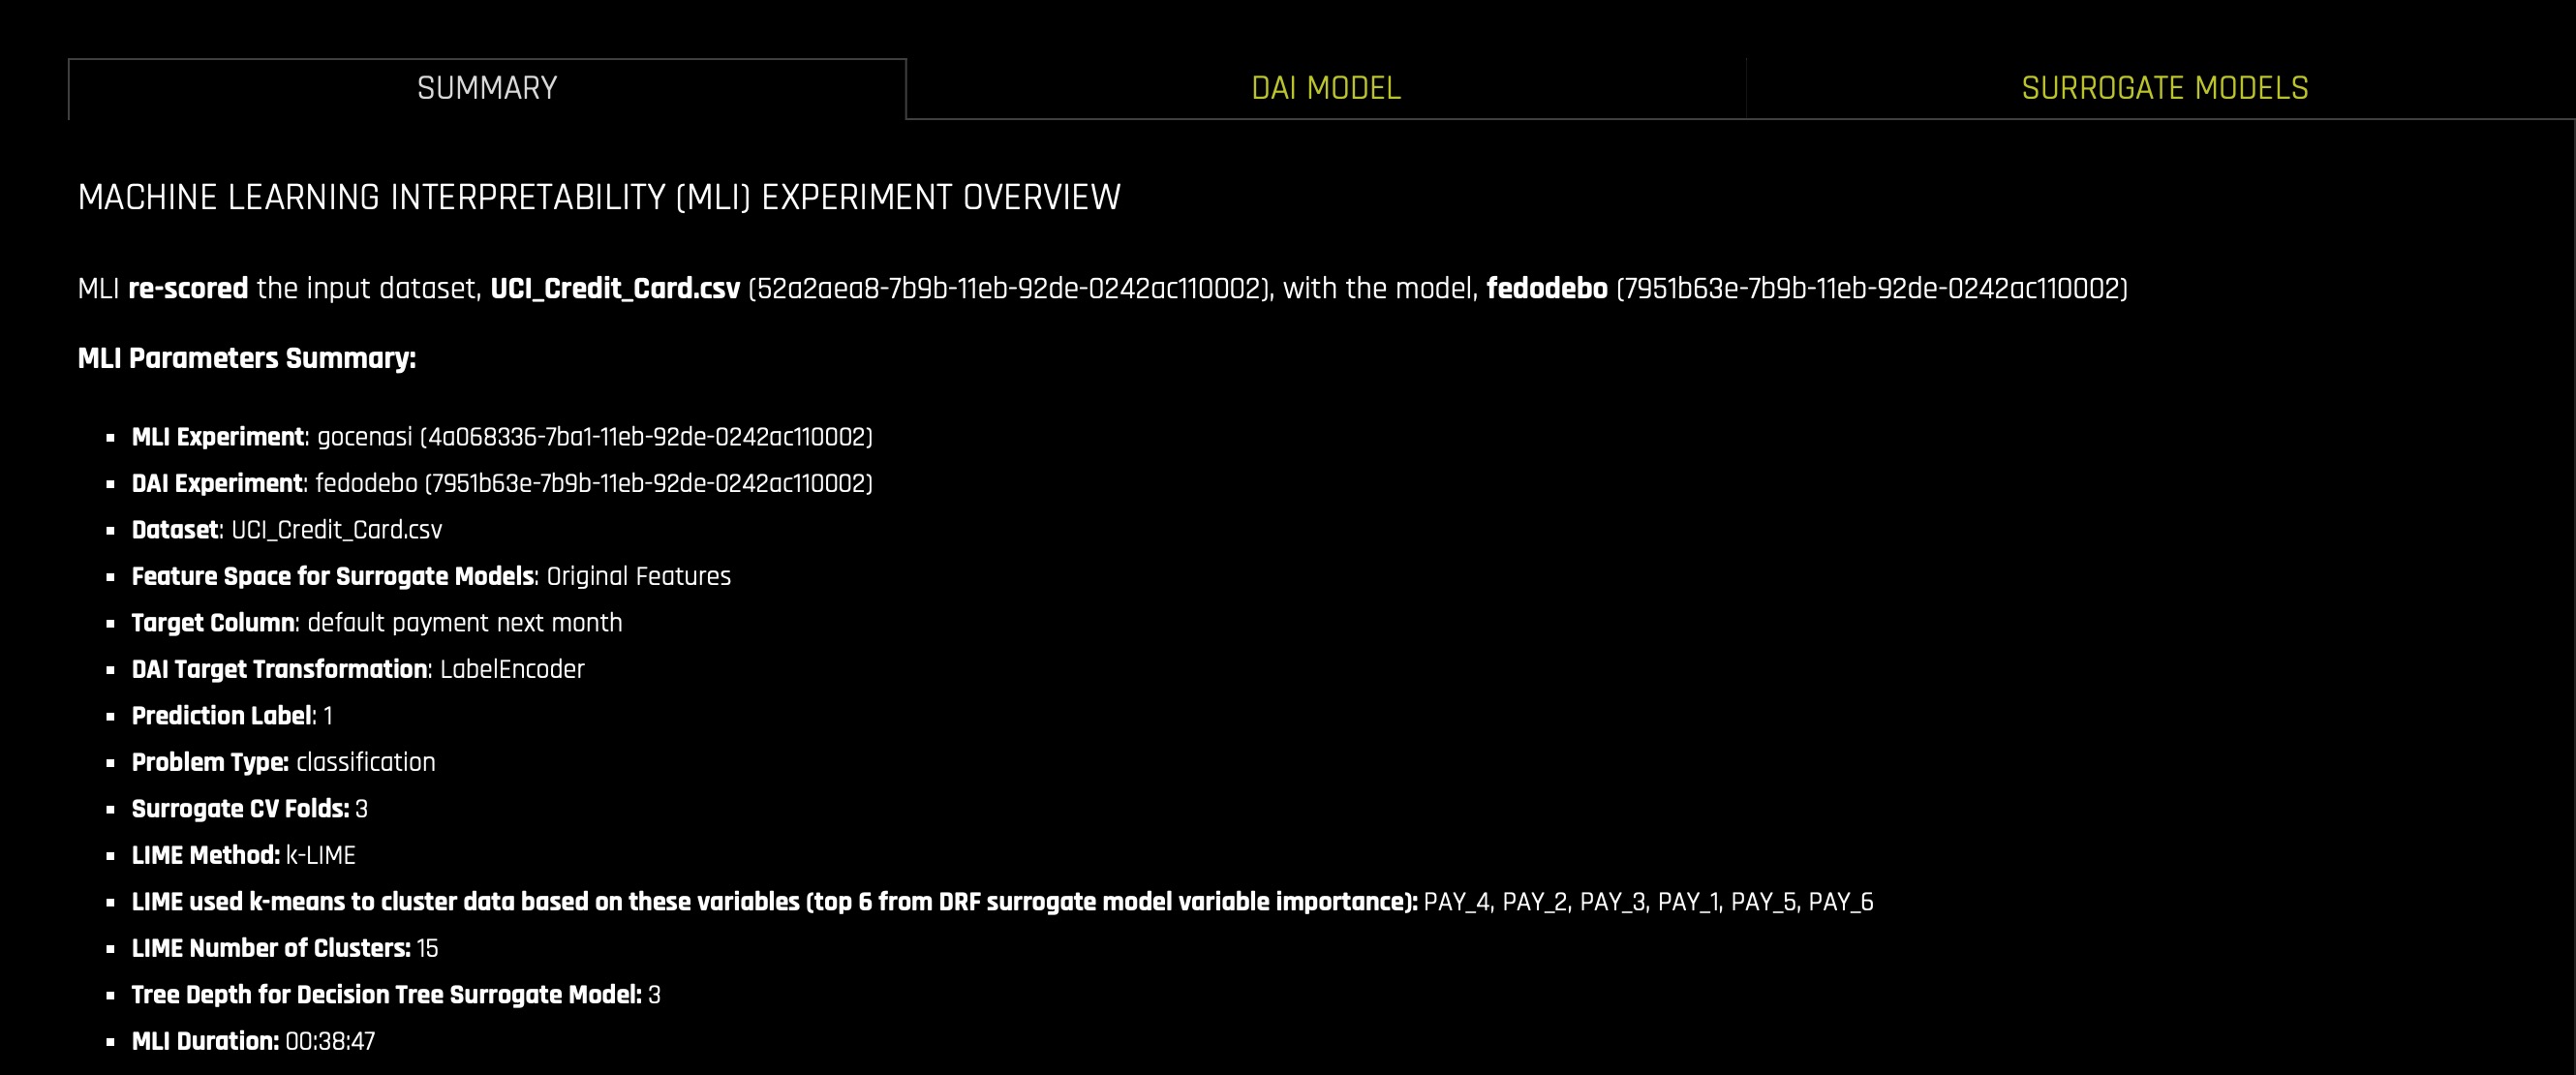 SUMMARY DAI MODEL SURROGATE MODELS
MACHINE LEARNING INTERPRETABILITY (MLI) EXPERIMENT OVERVIEW
MLI re-scored the input dataset, UCI_Credit_Card.csv (52a2aea8-7b9b-11eb-92de-0242ac110002), with the model, fedodebo (7951b63e-7b9b-11eb-92de-0242ac110002)
MLI Parameters Summary:
▪ MLI Experiment: gocenasi (4a068336-7ba1-11eb-92de-0242ac110002)
▪ DAI Experiment: fedodebo (7951b63e-7b9b-11eb-92de-0242ac110002)
▪ Dataset: UCI_Credit_Card.csv
▪ Feature Space for Surrogate Models: Original Features
▪ Target Column: default payment next month
▪ DAI Target Transformation: LabelEncoder
▪ Prediction Label: 1
▪ Problem Type: classification
▪ Surrogate CV Folds: 3
▪ LIME Method: k-LIME
▪ LIME used k-means to cluster data based on these variables (top 6 from DRF surrogate model variable importance): PAY_4, PAY_2, PAY_3, PAY_1, PAY_5, PAY_6
▪ LIME Number of Clusters: 15
▪ Tree Depth for Decision Tree Surrogate Model: 3
▪ MLI Duration: 00:38:47